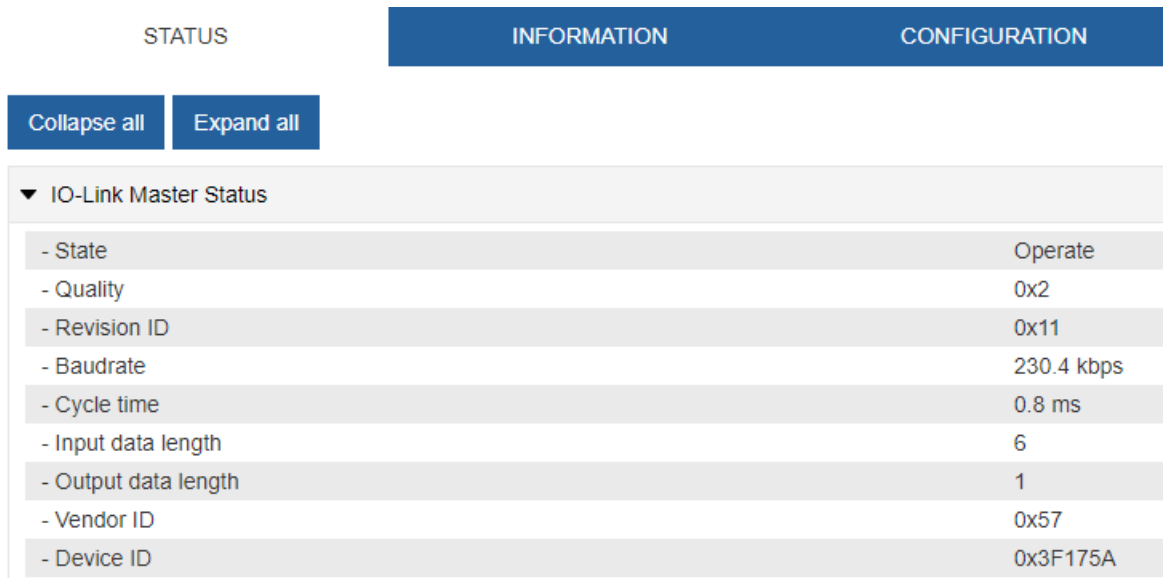 STATUS INFORMATION CONFIGURATION
Collapse all Expand all
▼ IO-Link Master Status
- State Operate
- Quality 0x2
- Revision ID 0x11
- Baudrate 230.4 kbps
- Cycle time 0.8 ms
- Input data length 6
- Output data length 1
- Vendor ID 0x57
- Device ID 0x3F175A